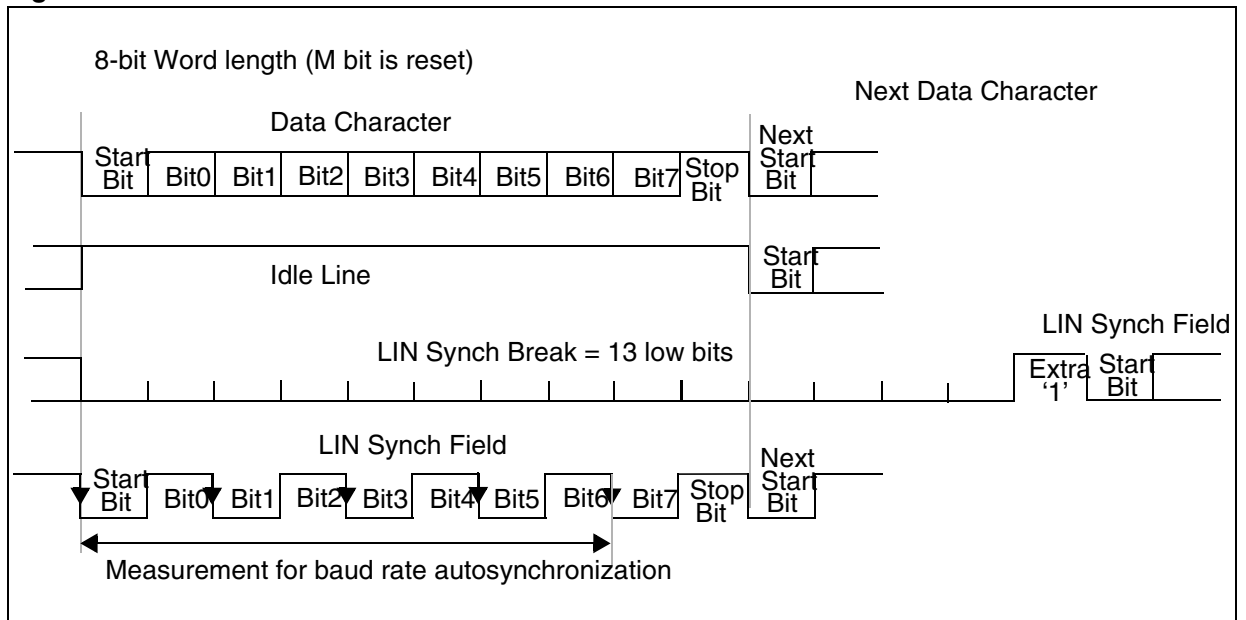 8-bit Word length (M bit is reset)
Next Data Character
Data Character
Start Bit Bit0 Bit1 Bit2 Bit3 Bit4 Bit5 Bit6 Bit7 Stop Bit Next Start Bit
Idle Line
Start Bit
LIN Synch Field
LIN Synch Break = 13 low bits
Extra '1' Start Bit
LIN Synch Field
Start Bit Bit0 Bit1 Bit2 Bit3 Bit4 Bit5 Bit6 Bit7 Stop Bit Next Start Bit
Measurement for baud rate autosynchronization